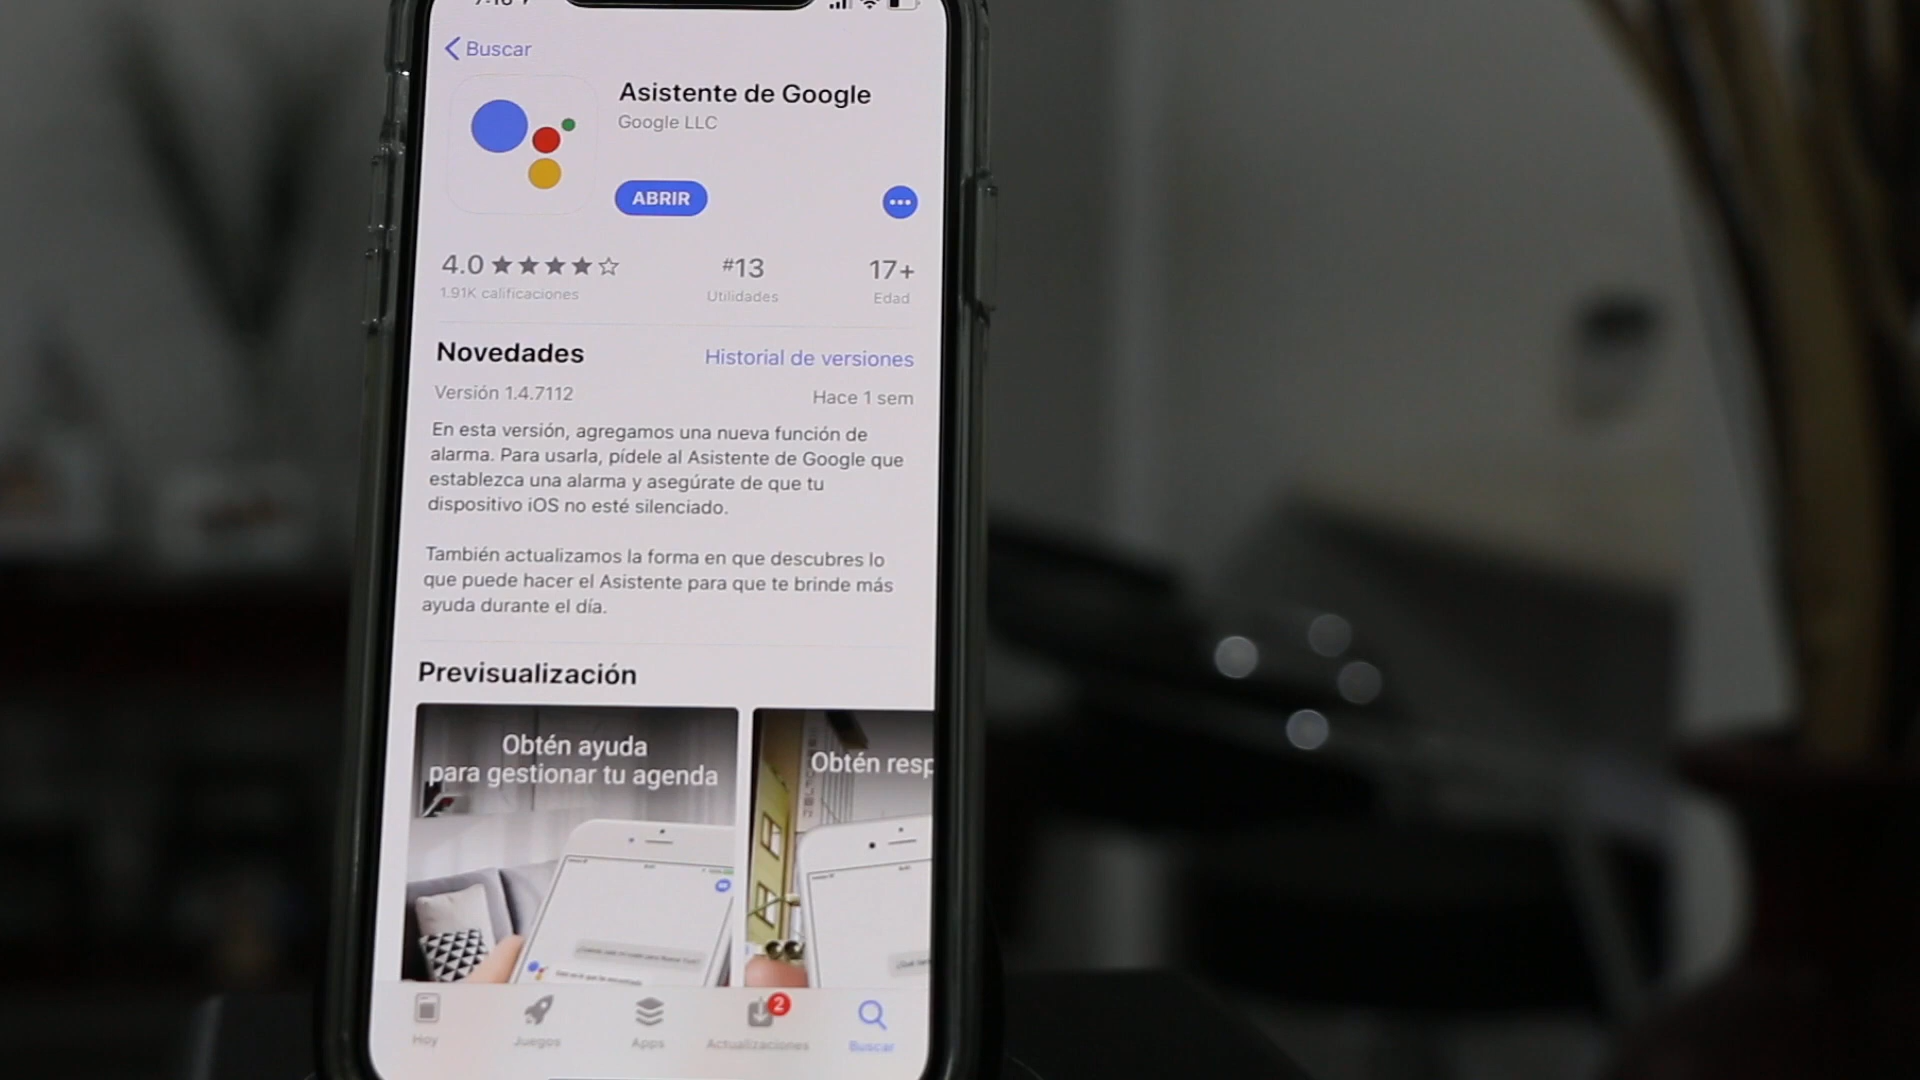 Buscar
Asistente de Google
Google LLC
ABRIR
4.0
#13
17+
1.91K calificaciones
Utilidades
Edad
Novedades
Historial de versiones
Versión 1.4.7112
Hace 1 sem
En esta versión, agregamos una nueva función de
alarma. Para usarla, pídele al Asistente de Google que
establezca una alarma y asegúrate de que tu
dispositivo iOS no esté silenciado.
También actualizamos la forma en que descubres lo
que puede hacer el Asistente para que te brinde más
ayuda durante el día.
Previsualización
Obtén ayuda
para gestionar tu agenda
Obtén resp
2
Hoy
Juegos
Apps
Actualizaciones
Buscar